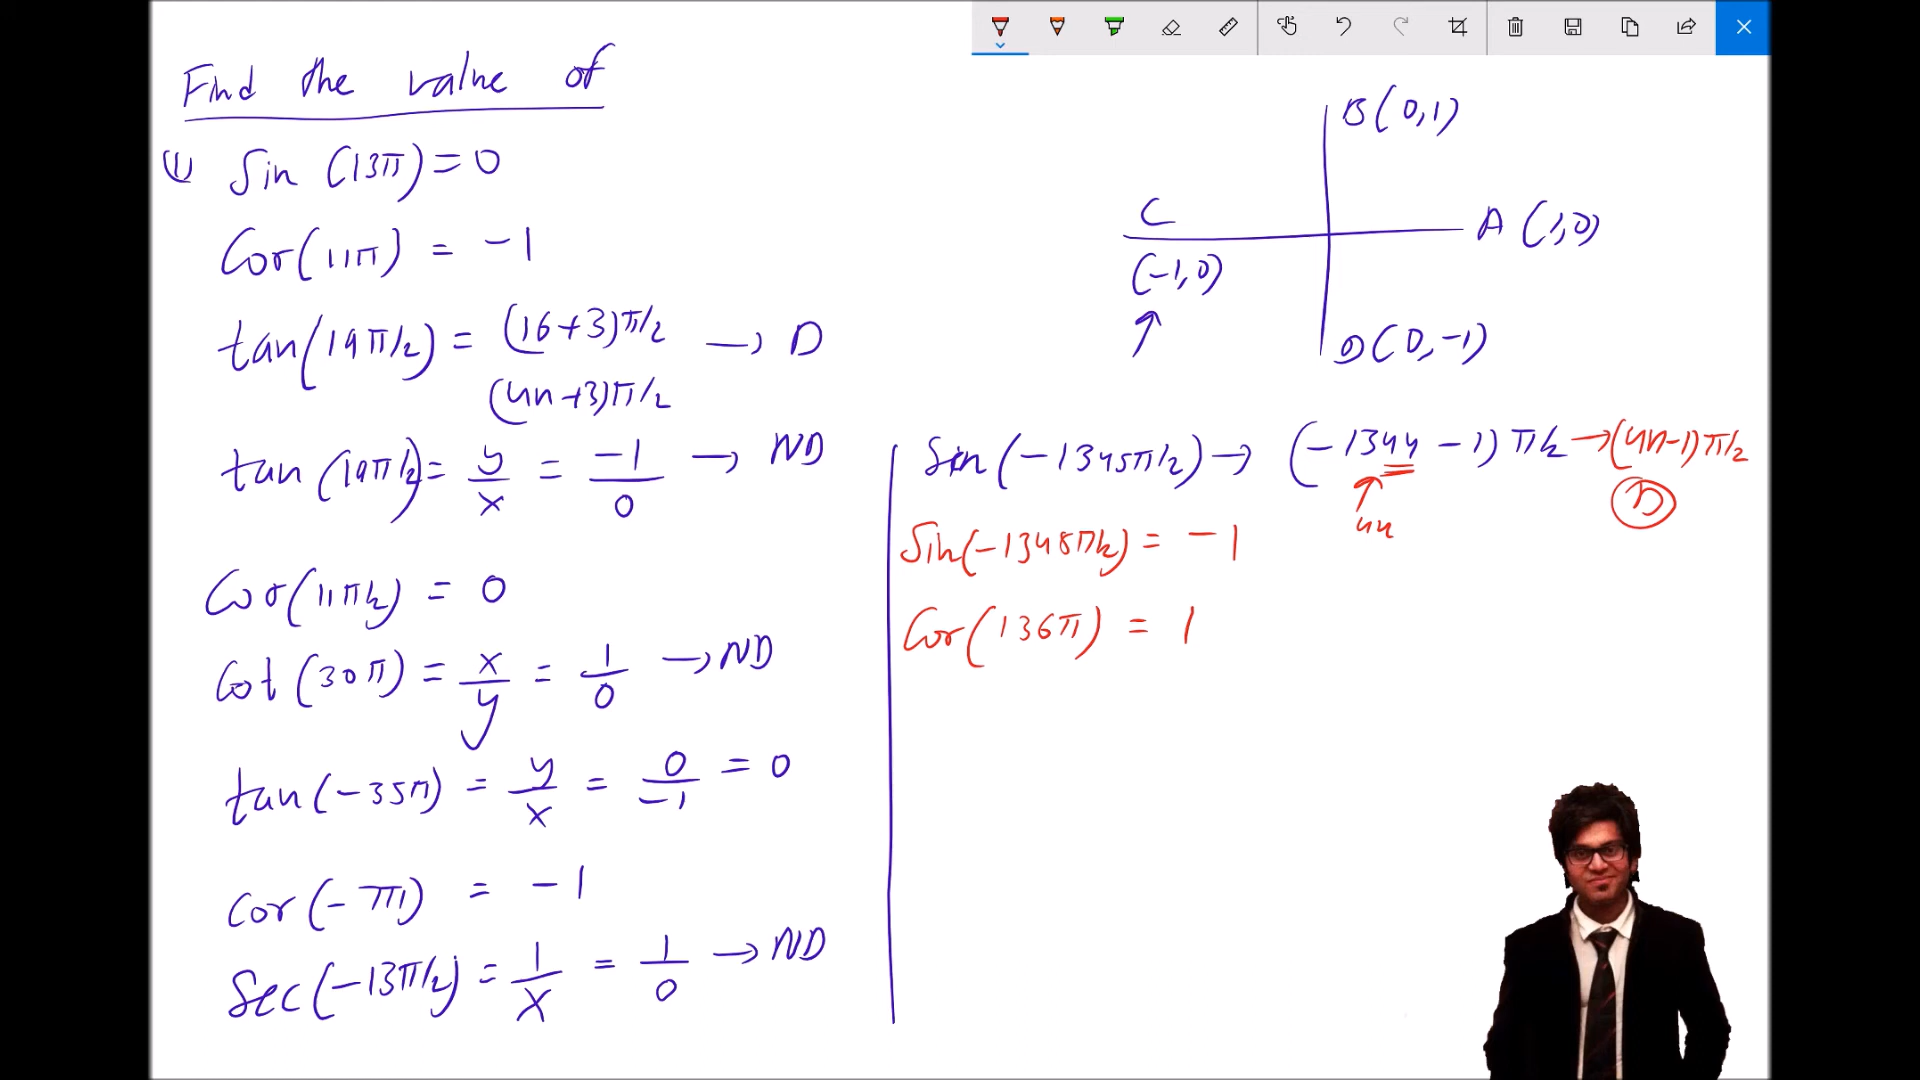 Find the value of
① Sin (13π) = 0
Cos(11π) = -1
tan(19π/2) = (16+3)π/2 → D
(4n+3)π/2
tan(19π/2) = y/x = -1/0 → ND
Cos(11π/2) = 0
Cot(30π) = x/y = 1/0 → ND
tan(-35π) = y/x = 0/-1 = 0
Cos(-7π) = -1
Sec(-13π/2) = 1/x = 1/0 → ND
B(0,1)
C
A (1,0)
(-1,0)
↑
D(0,-1)
Sin(-1345π/2) → (-1344-1)π/2 → (4n-1)π/2
↑
4n
D
Sin(-1345π/2) = -1
Cos(136π) = 1